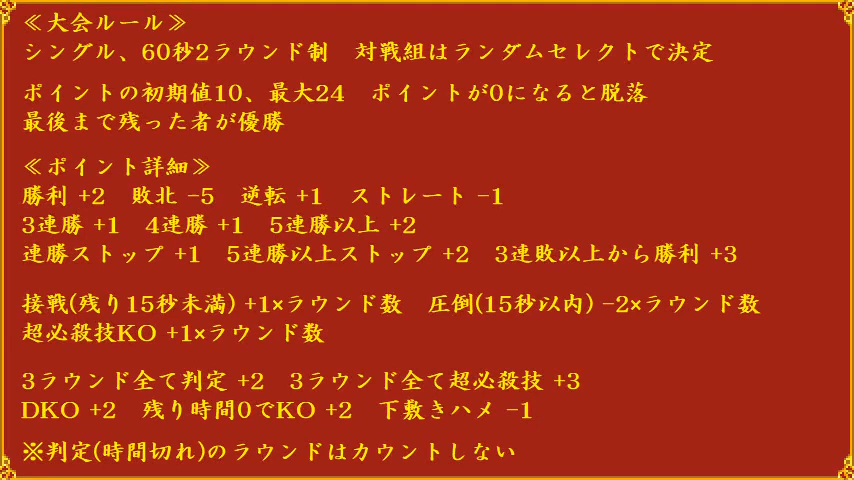 ≪大会ルール≫
シングル、60秒2ラウンド制　対戦組はランダムセレクトで決定
ポイントの初期値10、最大24　ポイントが0になると脱落
最後まで残った者が優勝
≪ポイント詳細≫
勝利 +2　敗北 −5　逆転 +1　ストレート −1
3連勝 +1　4連勝 +1　5連勝以上 +2
連勝ストップ +1　5連勝以上ストップ +2　3連敗以上から勝利 +3
接戦(残り15秒未満) +1×ラウンド数　圧倒(15秒以内) −2×ラウンド数
超必殺技KO +1×ラウンド数
3ラウンド全て判定 +2　3ラウンド全て超必殺技 +3
DKO +2　残り時間0でKO +2　下敷きハメ −1
※判定(時間切れ)のラウンドはカウントしない